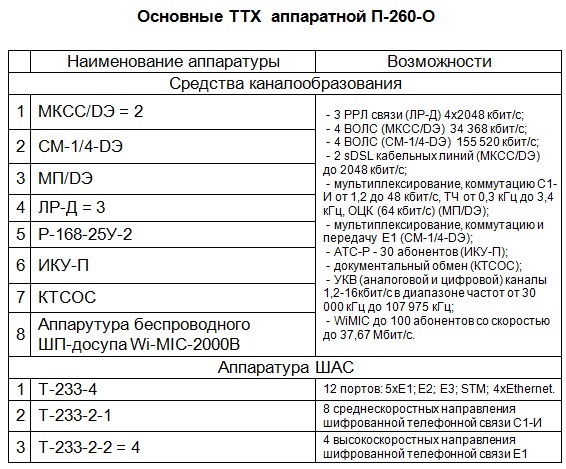 Основные ТТХ аппаратной П-260-О
Наименование аппаратуры
Возможности
Средства каналообразования
1 МКСС/DЭ = 2
2 СМ-1/4-DЭ
3 МП/DЭ
4 ЛР-Д = 3
5 Р-168-25У-2
6 ИКУ-П
7 КТСОС
8 Аппарутура беспроводного
ШП-досупа Wi-MIC-2000В
- 3 РРЛ связи (ЛР-Д) 4х2048 кбит/с;
- 4 ВОЛС (МКСС/DЭ) 34 368 кбит/с;
- 4 ВОЛС (СМ-1/4-DЭ) 155 520 кбит/с;
- 2 sDSL кабельных линий (МКСС/DЭ)
до 2048 кбит/с;
- мультиплексирование, коммутацию С1-
И от 1,2 до 48 кбит/с, ТЧ от 0,3 кГц до 3,4
кГц, ОЦК (64 кбит/с) (МП/DЭ);
- мультиплексирование, коммутацию и
передачу Е1 (СМ-1/4-DЭ);
- АТС-Р - 30 абонентов (ИКУ-П);
- документальный обмен (КТСОС);
- УКВ (аналоговой и цифровой) каналы
1,2-16кбит/с в диапазоне частот от 30
000 кГц до 107 975 кГц;
- WiMIC до 100 абонентов со скоростью
до 37,67 Мбит/с.
Аппаратура ШАС
1 Т-233-4
12 портов: 5хЕ1; Е2; Е3; STM; 4хEthernet.
2 Т-233-2-1
8 среднескоростных направления
шифрованной телефонной связи С1-И
3 Т-233-2-2 = 4
4 высокоскоростных направления
шифрованной телефонной связи Е1